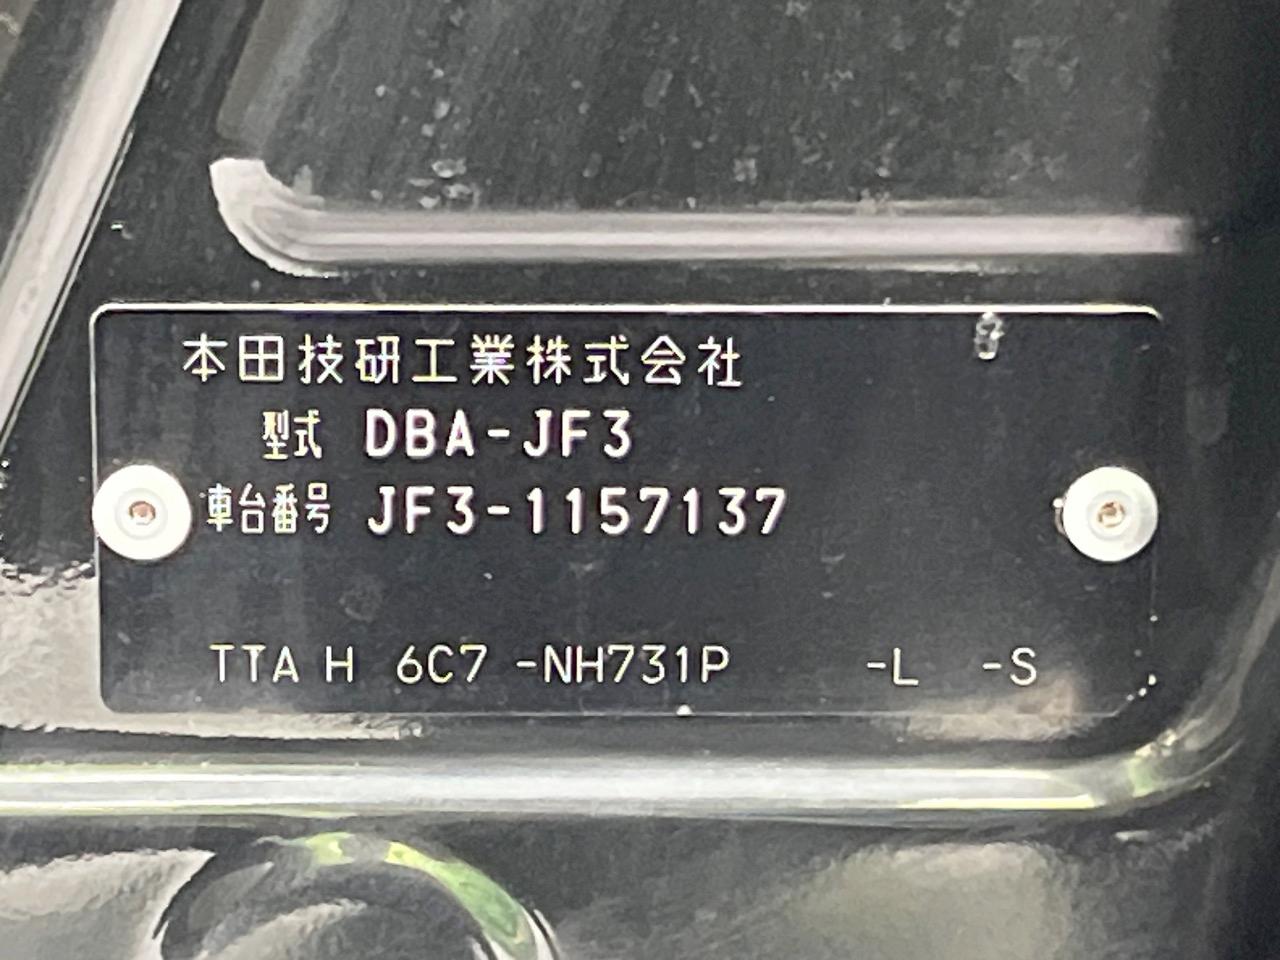 本田技研工業株式会社
型式 DBA-JF3
車台番号 JF3-1157137
TTA H 6C7 -NH731P -L -S